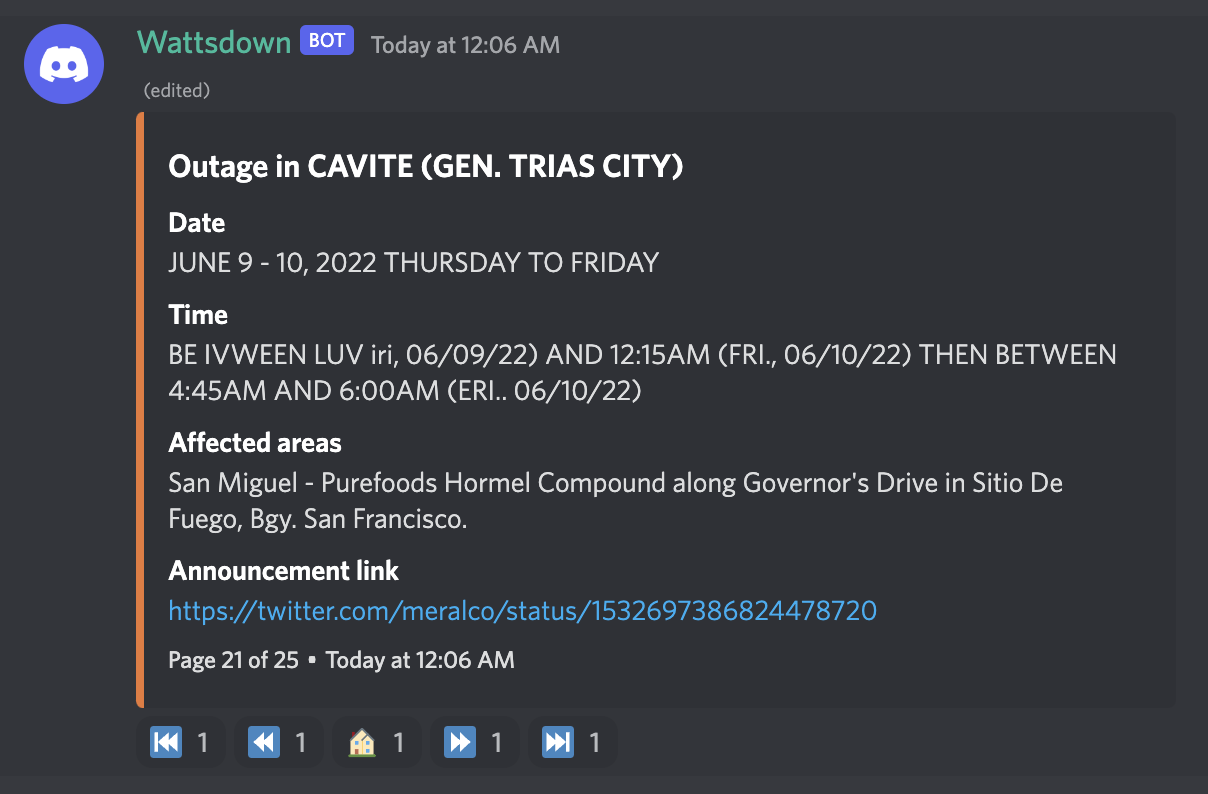 Wattsdown BOT Today at 12:06 AM
(edited)
Outage in CAVITE (GEN. TRIAS CITY)
Date
JUNE 9 - 10, 2022 THURSDAY TO FRIDAY
Time
BE IVWEEN LUV iri, 06/09/22) AND 12:15AM (FRI., 06/10/22) THEN BETWEEN
4:45AM AND 6:00AM (ERI.. 06/10/22)
Affected areas
San Miguel - Purefoods Hormel Compound along Governor's Drive in Sitio De
Fuego, Bgy. San Francisco.
Announcement link
https://twitter.com/meralco/status/1532697386824478720
Page 21 of 25 • Today at 12:06 AM
1 1 1 1 1